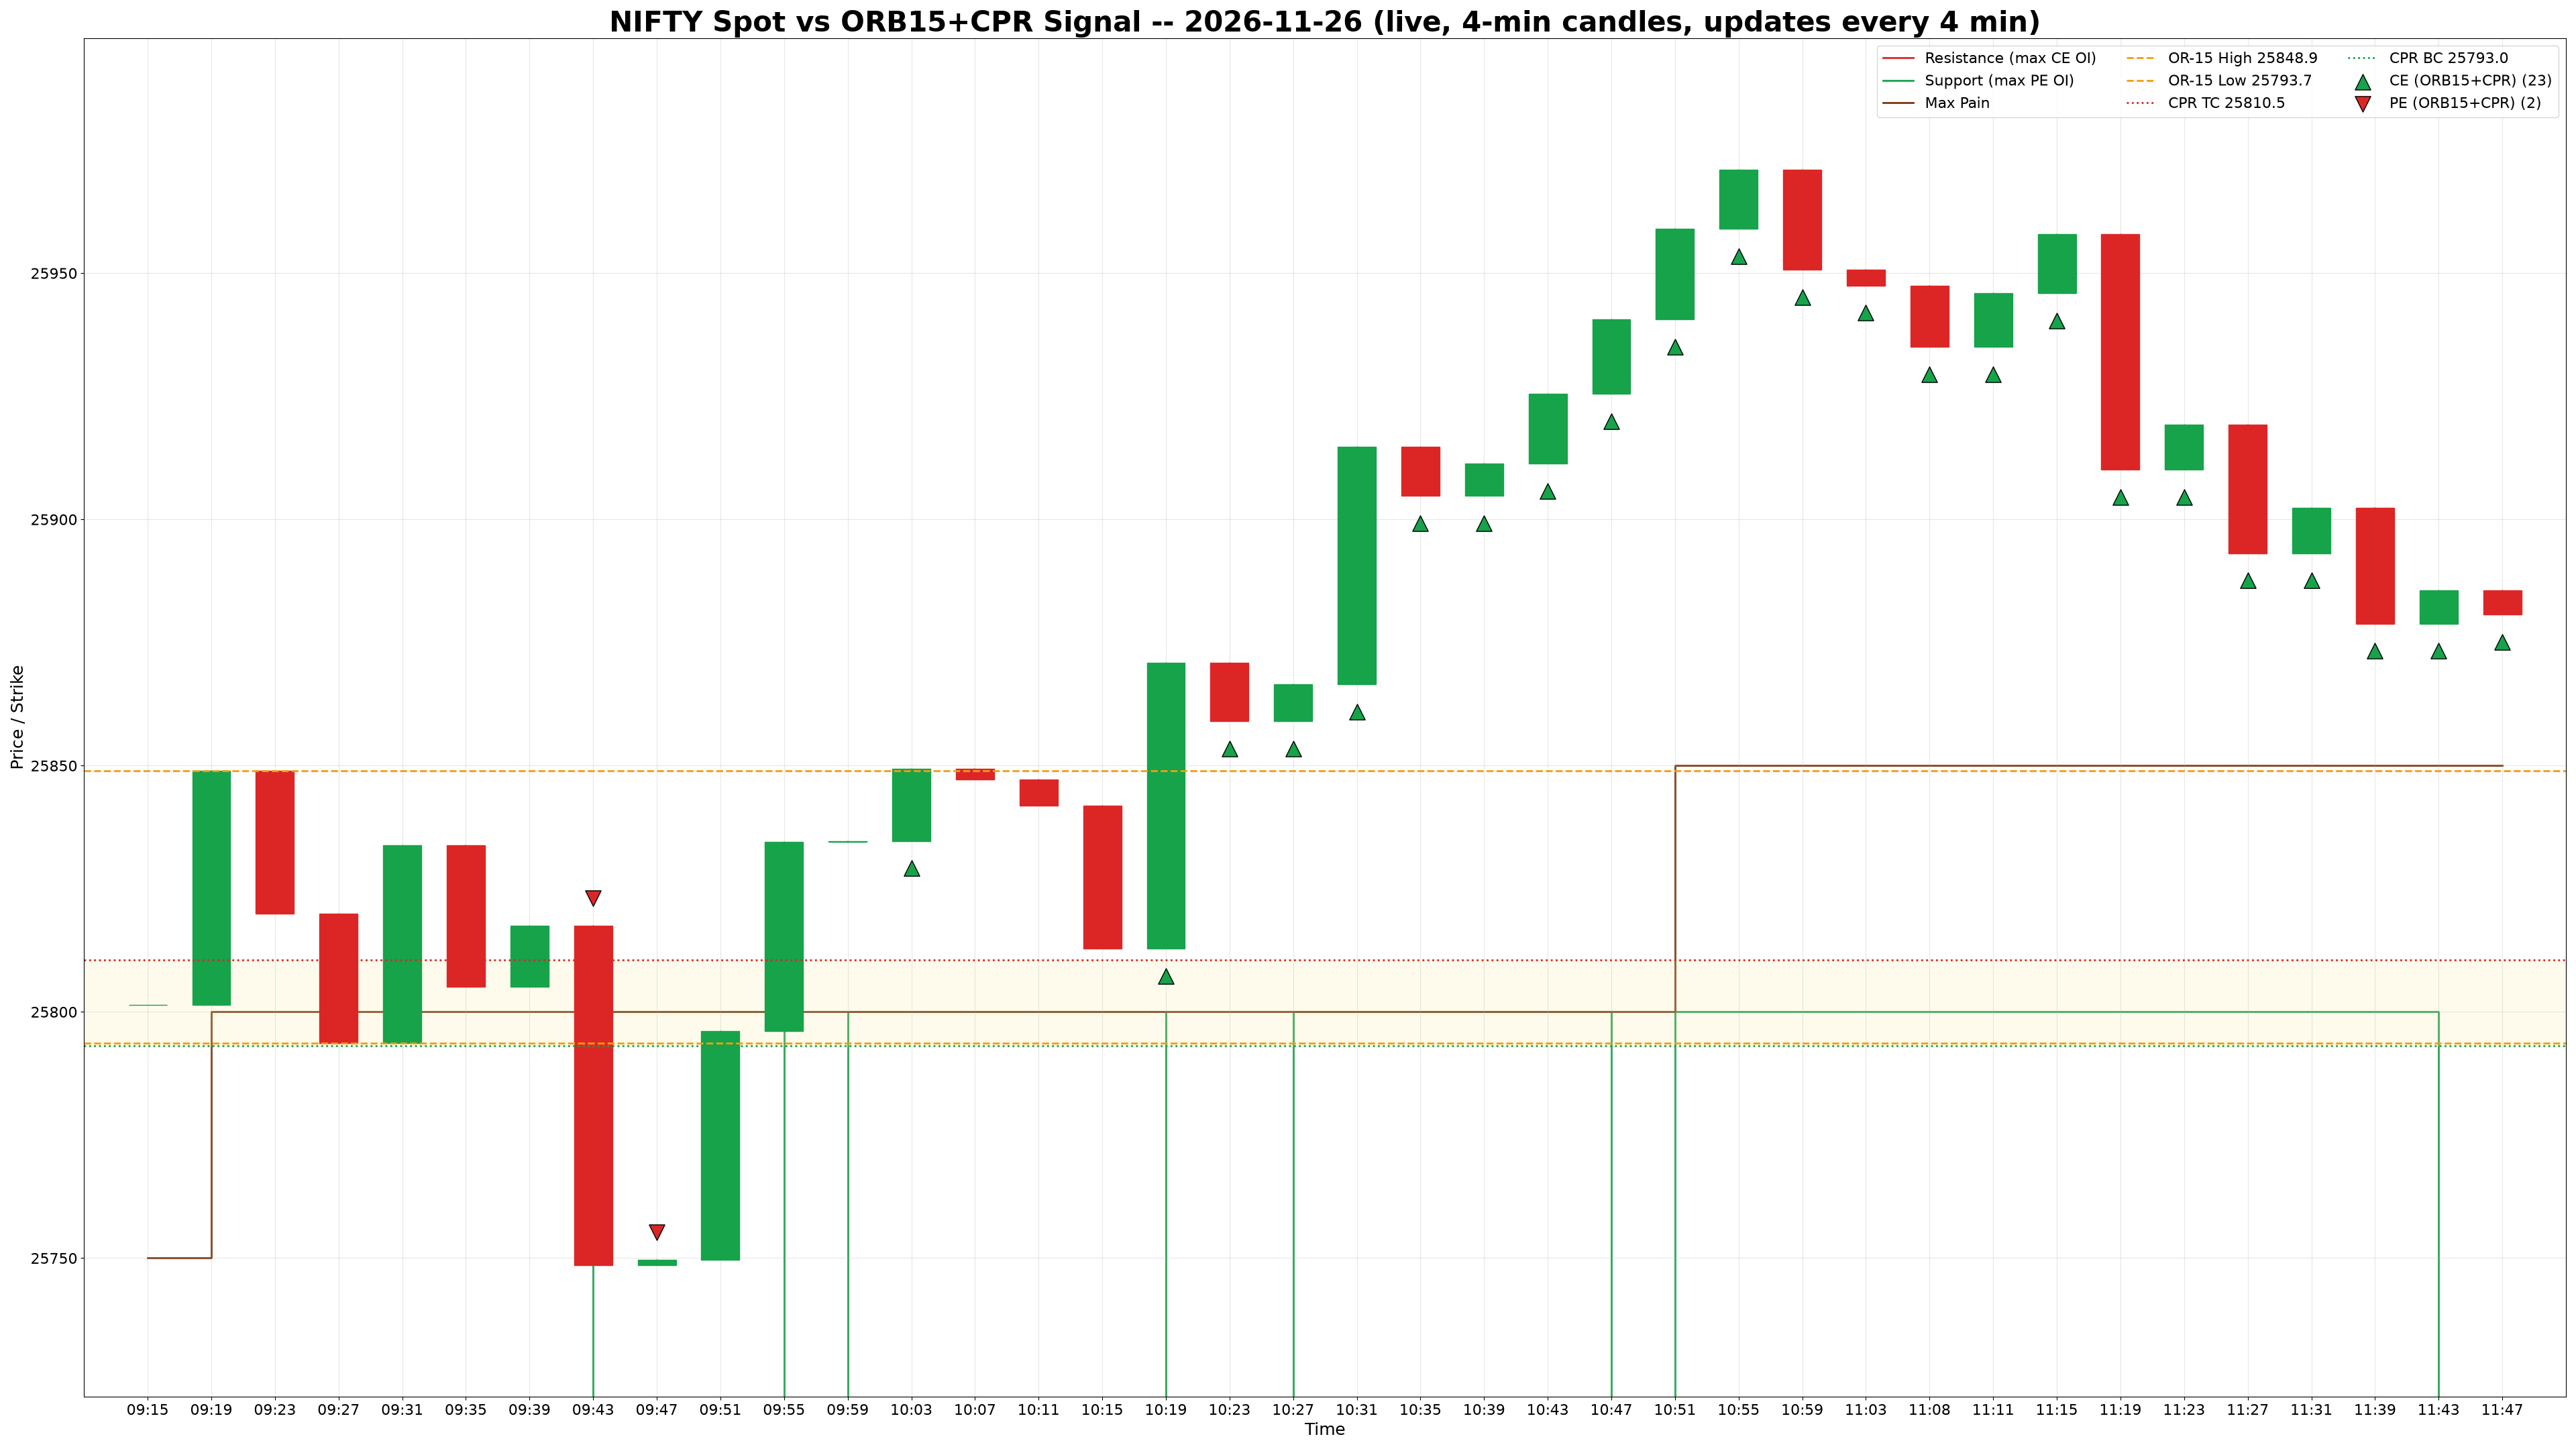 NIFTY Spot vs ORB15+CPR Signal -- 2026-11-26 (live, 4-min candles, updates every 4 min)
Resistance (max CE OI)
Support (max PE OI)
Max Pain
OR-15 High 25848.9
OR-15 Low 25793.7
CPR TC 25810.5
CPR BC 25793.0
CE (ORB15+CPR) (23)
PE (ORB15+CPR) (2)
Price / Strike
25950
25900
25850
25800
25750
09:15 09:19 09:23 09:27 09:31 09:35 09:39 09:43 09:47 09:51 09:55 09:59 10:03 10:07 10:11 10:15 10:19 10:23 10:27 10:31 10:35 10:39 10:43 10:47 10:51 10:55 10:59 11:03 11:08 11:11 11:15 11:19 11:23 11:27 11:31 11:39 11:43 11:47
Time